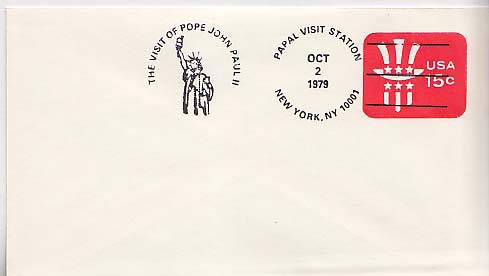 THE VISIT OF POPE JOHN PAUL II
PAPAL VISIT STATION
OCT
2
1979
NEW YORK, NY 10001
USA
15c